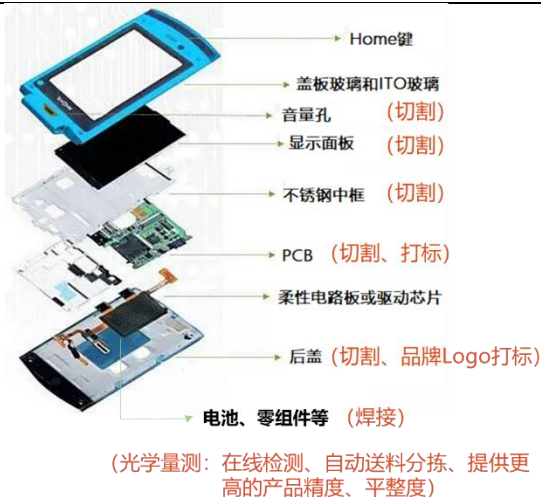 Home键
盖板玻璃和ITO玻璃
音量孔 (切割)
显示面板 (切割)
不锈钢中框 (切割)
PCB (切割、打标)
柔性电路板或驱动芯片
后盖 (切割、品牌Logo打标)
电池、零组件等 (焊接)
(光学量测：在线检测、自动送料分拣、提供更
高的产品精度、平整度)